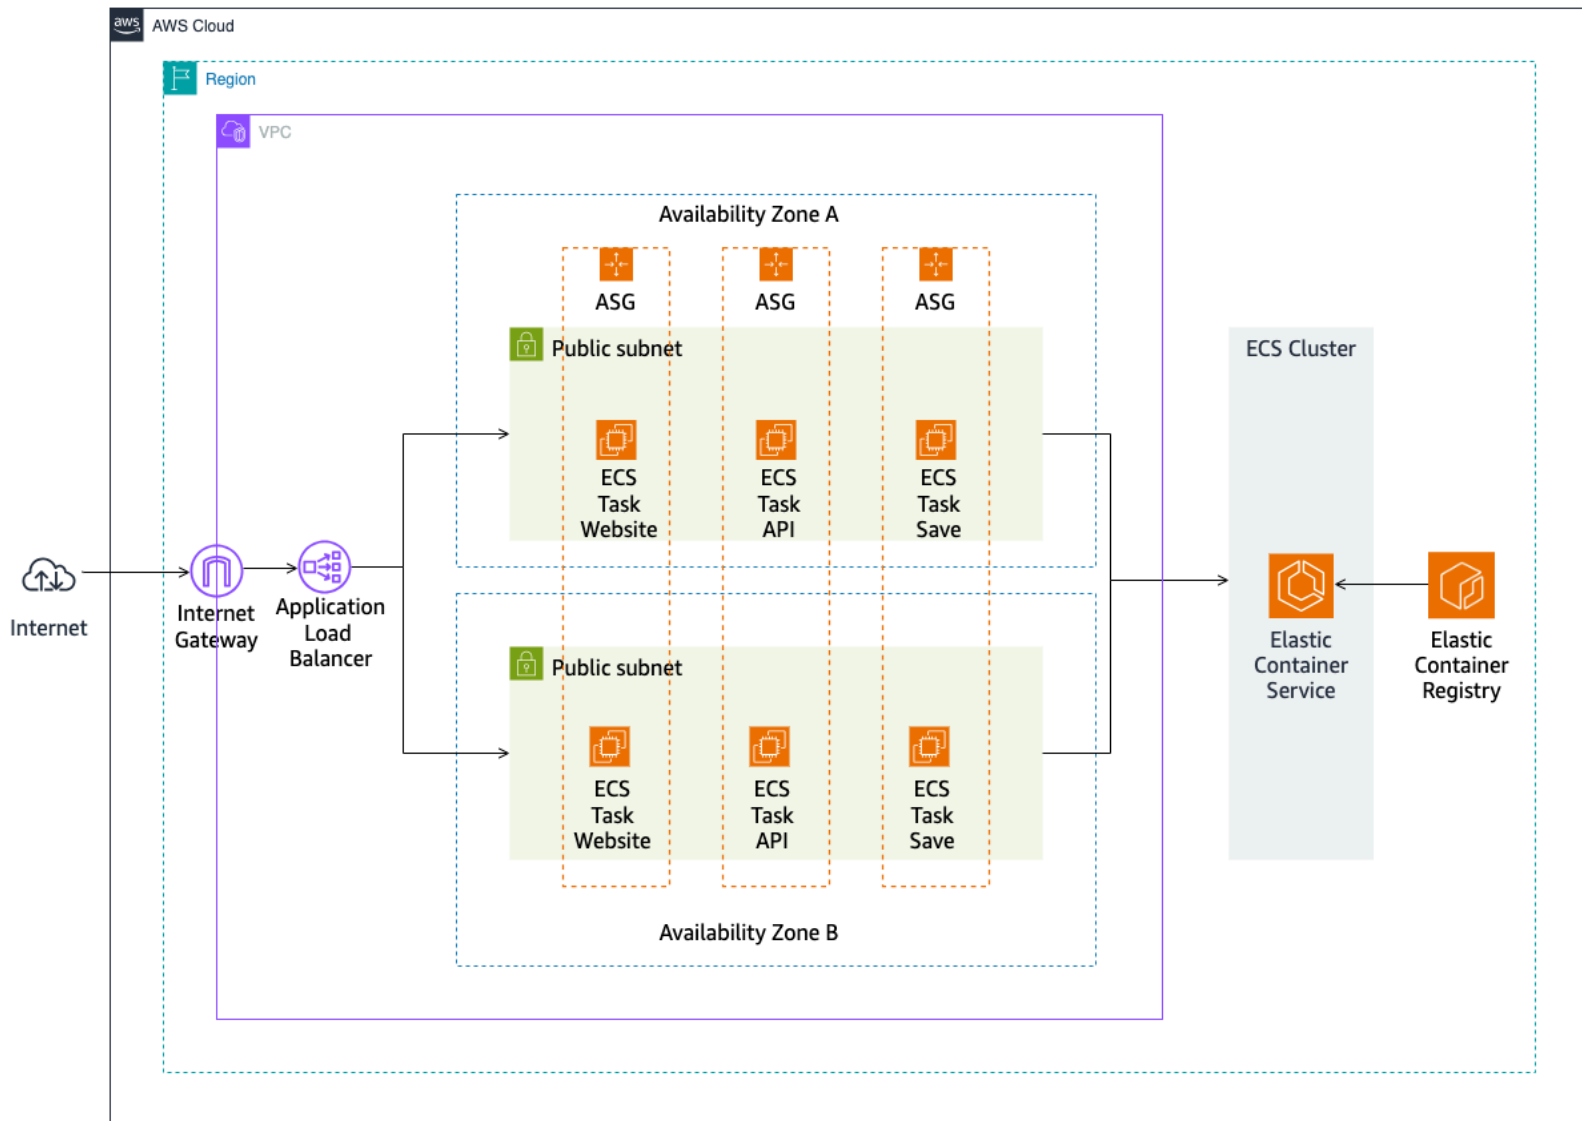 aws
AWS Cloud
Region
VPC
Availability Zone A
ASG
ASG
ASG
Public subnet
ECS
Task
Website
ECS
Task
API
ECS
Task
Save
Internet
Internet
Gateway
Application
Load
Balancer
Public subnet
ECS
Task
Website
ECS
Task
API
ECS
Task
Save
Availability Zone B
ECS Cluster
Elastic
Container
Service
Elastic
Container
Registry